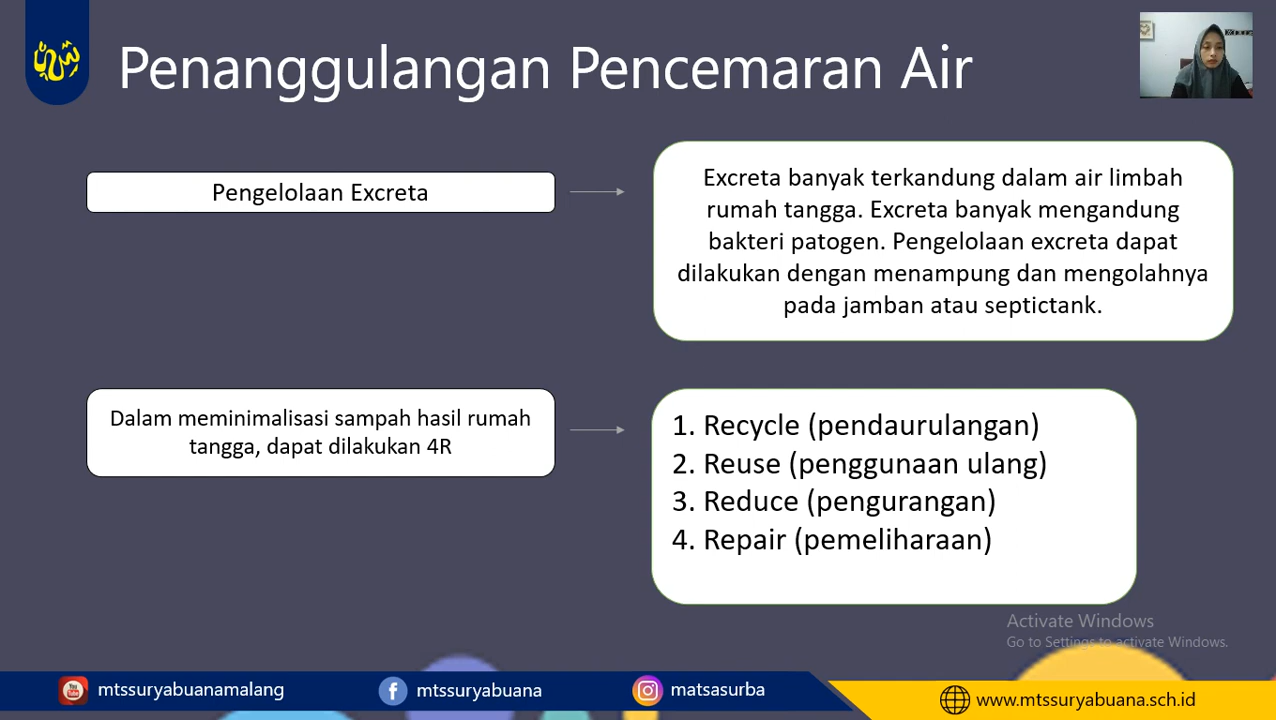 Penanggulangan Pencemaran Air
Pengelolaan Excreta
Excreta banyak terkandung dalam air limbah
rumah tangga. Excreta banyak mengandung
bakteri patogen. Pengelolaan excreta dapat
dilakukan dengan menampung dan mengolahnya
pada jamban atau septictank.
Dalam meminimalisasi sampah hasil rumah
tangga, dapat dilakukan 4R
1. Recycle (pendaurulangan)
2. Reuse (penggunaan ulang)
3. Reduce (pengurangan)
4. Repair (pemeliharaan)
Activate Windows
Go to Settings to activate Windows.
mtssuryabuanamalang
mtssuryabuana
matsasurba
www.mtssuryabuana.sch.id